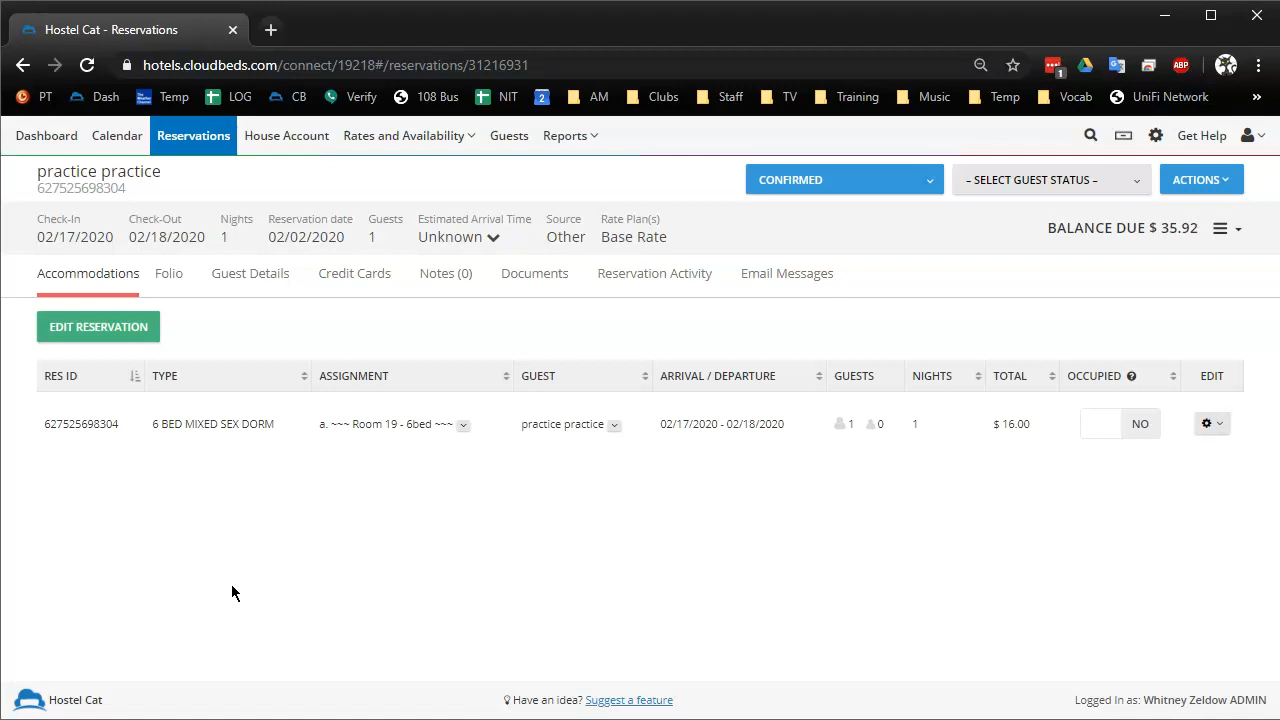 Hostel Cat - Reservations
hotels.cloudbeds.com/connect/19218#/reservations/31216931
1
PT Dash Temp LOG CB Verify 108 Bus NIT 2 AM Clubs Staff TV Training Music Temp Vocab UniFi Network »
ABP
Dashboard Calendar Reservations House Account Rates and Availability Guests Reports Get Help
practice practice
627525698304
CONFIRMED – SELECT GUEST STATUS – ACTIONS
Check-In Check-Out Nights Reservation date Guests Estimated Arrival Time Source Rate Plan(s)
02/17/2020 02/18/2020 1 02/02/2020 1 Unknown Other Base Rate
BALANCE DUE $ 35.92
Accommodations Folio Guest Details Credit Cards Notes (0) Documents Reservation Activity Email Messages
EDIT RESERVATION
RES ID TYPE ASSIGNMENT GUEST ARRIVAL / DEPARTURE GUESTS NIGHTS TOTAL OCCUPIED ? EDIT
627525698304 6 BED MIXED SEX DORM a. ~~~ Room 19 - 6bed ~~~ practice practice 02/17/2020 - 02/18/2020 1 0 1 $ 16.00 NO
Hostel Cat Have an idea? Suggest a feature Logged In as: Whitney Zeldow ADMIN